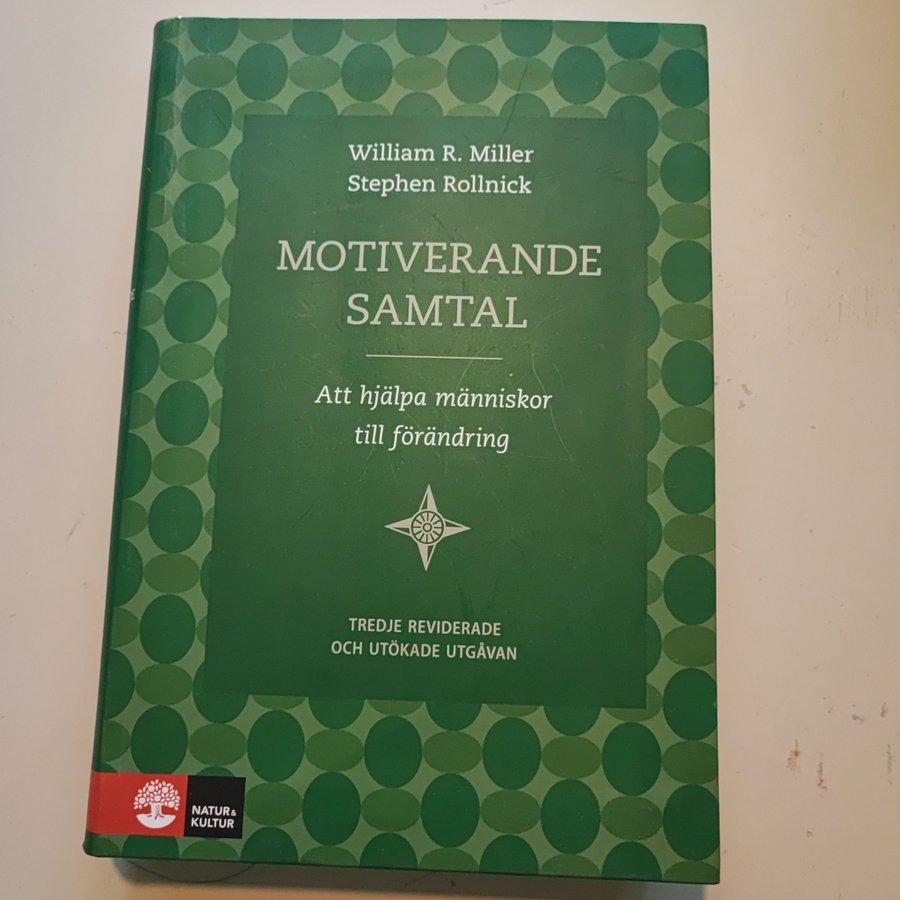 William R. Miller
Stephen Rollnick
MOTIVERANDE
SAMTAL
Att hjälpa människor
till förändring
TREDJE REVIDERADE
OCH UTÖKADE UTGÅVAN
NATUR&
KULTUR